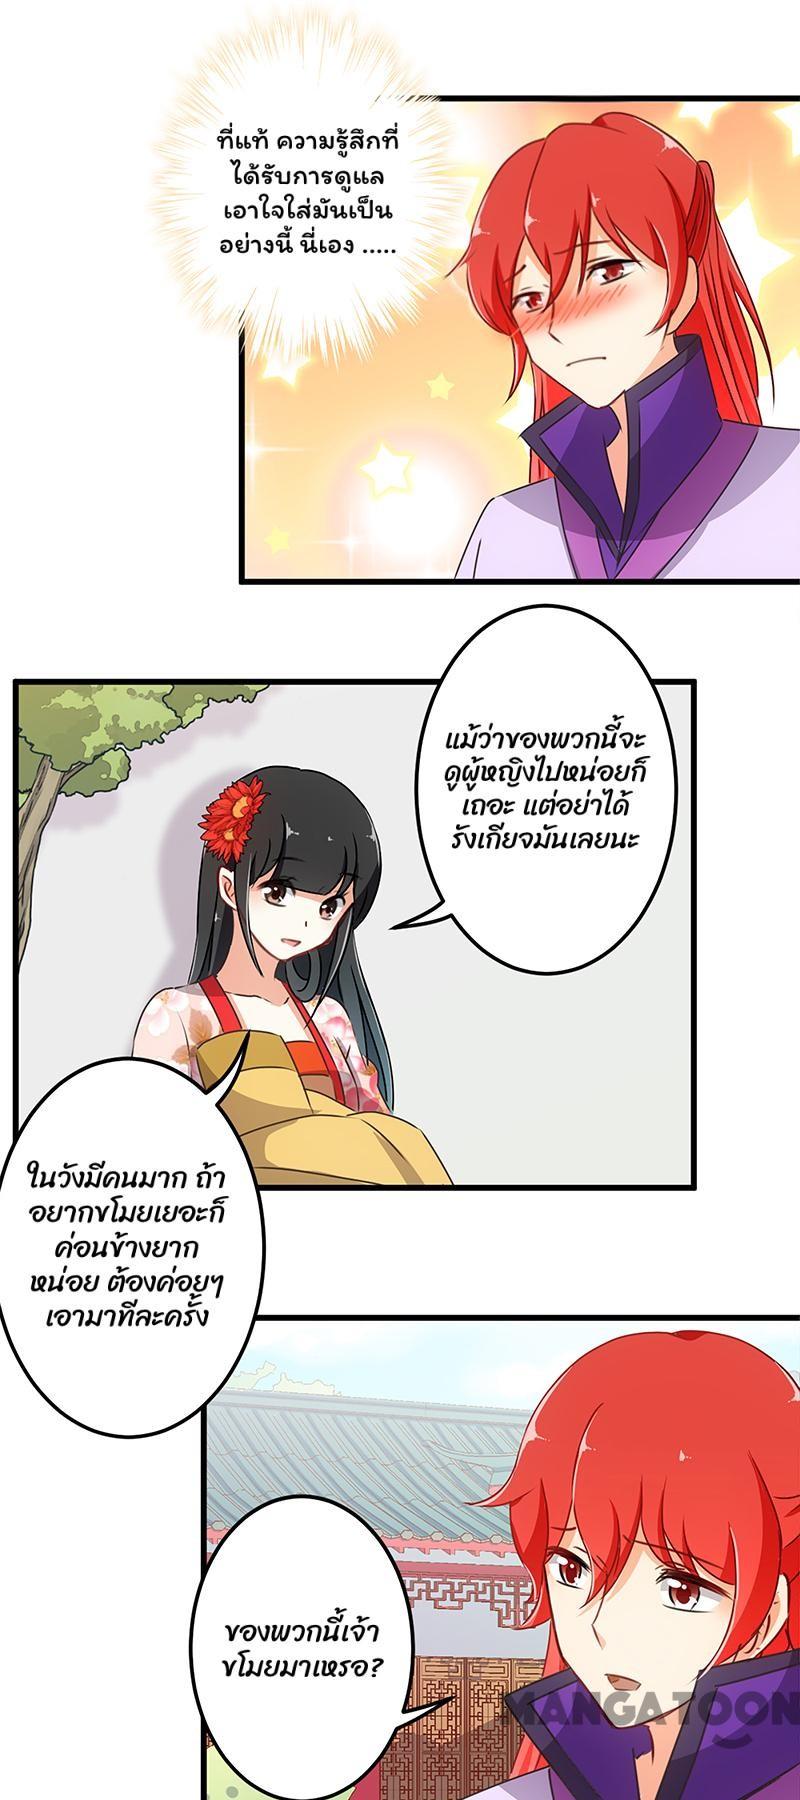 ที่แท้ ความรู้สึกที่
ได้รับการดูแล
เอาใจใส่มันเป็น
อย่างนี้ นี่เอง .....
แม้ว่าของพวกนี้จะ
ดูผู้หญิงไปหน่อยก็
เถอะ แต่อย่าได้
รังเกียจมันเลยนะ
ในวังมีคนมาก ถ้า
อยากขโมยเยอะก็
ค่อนข้างยาก
หน่อย ต้องค่อยๆ
เอามาทีละครั้ง
ของพวกนี้เจ้า
ขโมยมาเหรอ?
MANGATOON